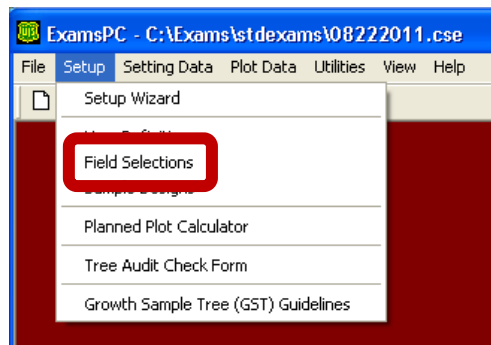 ExamsPC - C:\Exams\stdexams\08222011.cse
File Setup Setting Data Plot Data Utilities View Help
Setup Wizard
Field Selections
Designs
Planned Plot Calculator
Tree Audit Check Form
Growth Sample Tree (GST) Guidelines